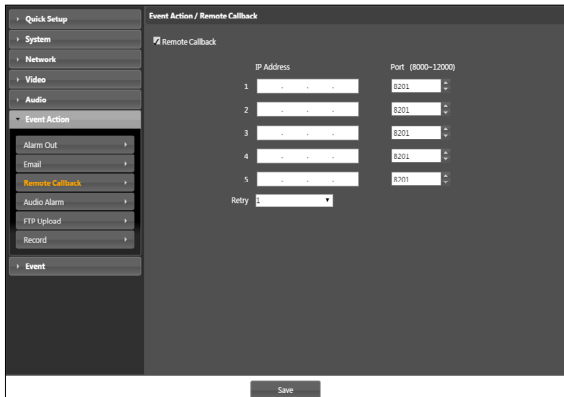 Quick Setup
System
Network
Video
Audio
Event Action
Alarm Out
Email
Remote Callback
Audio Alarm
FTP Upload
Record
Event
Event Action / Remote Callback
Remote Callback
IP Address Port (8000~12000)
1 . . . 8201
2 . . . 8201
3 . . . 8201
4 . . . 8201
5 . . . 8201
Retry 1
Save